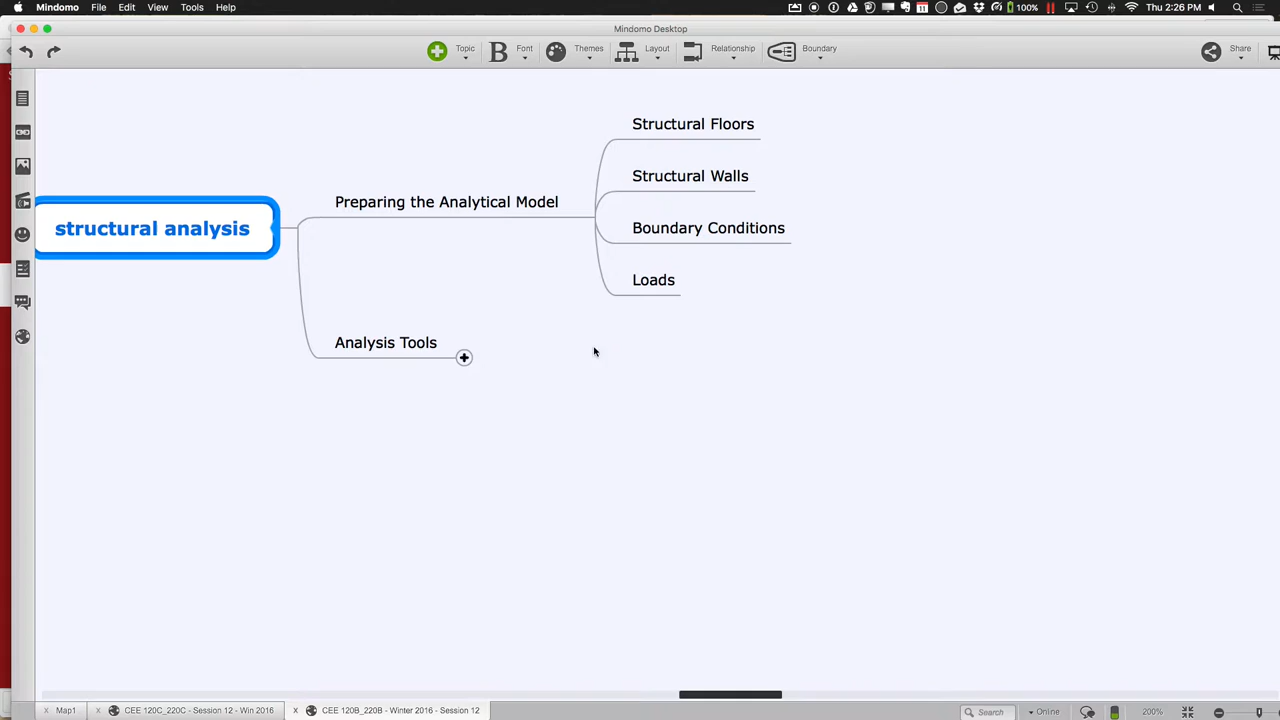 Mindomo File Edit View Tools Help
100% Thu 2:26 PM
Mindomo Desktop
Topic Font Themes Layout Relationship Boundary Share
Structural Floors
Structural Walls
Preparing the Analytical Model
structural analysis
Boundary Conditions
Loads
Analysis Tools
Map1 CEE 120C_220C - Session 12 - Win 2016 CEE 120B_220B - Winter 2016 - Session 12 Search Online 200%